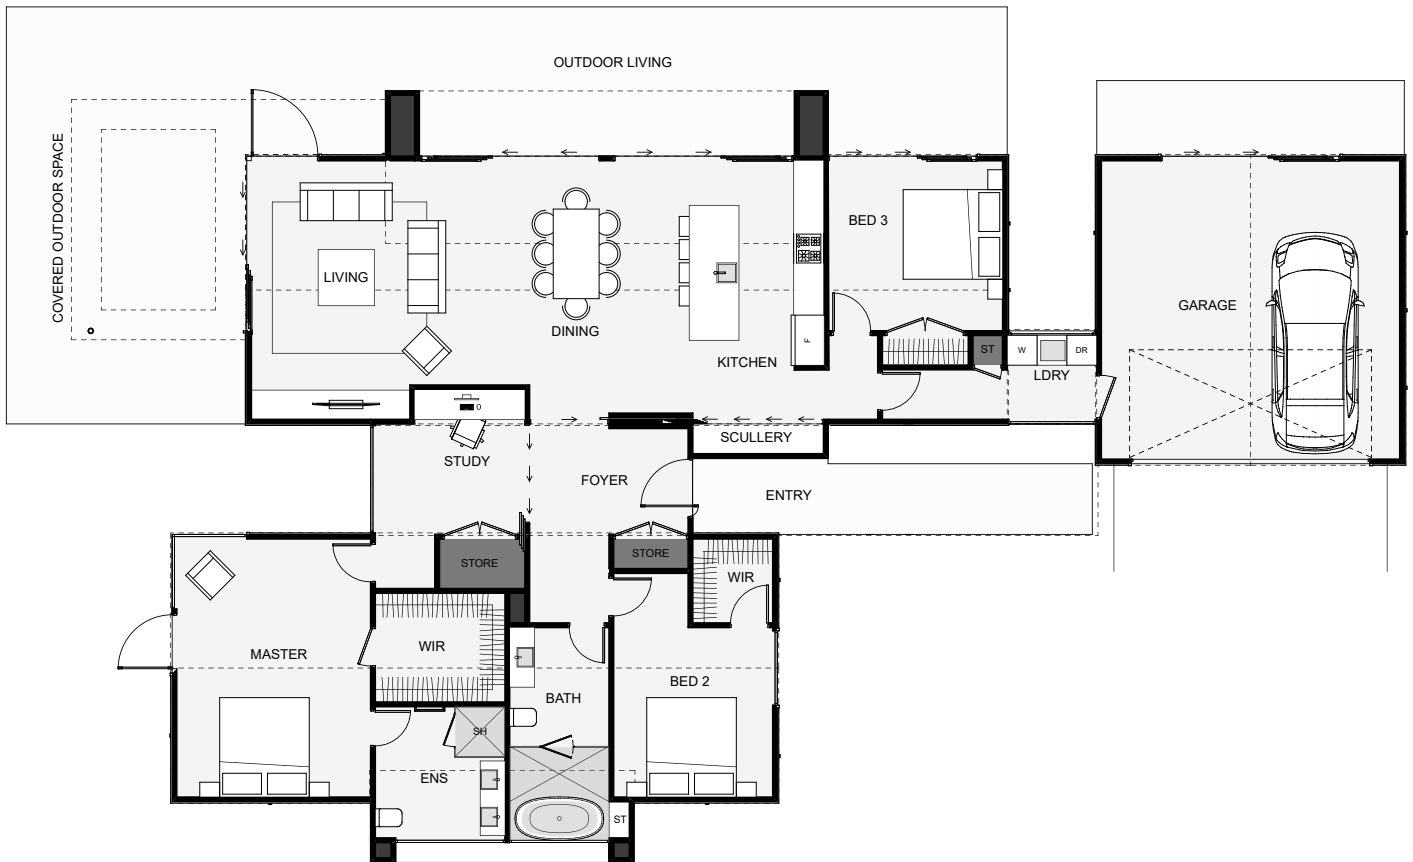 OUTDOOR LIVING
COVERED OUTDOOR SPACE
BED 3
LIVING
GARAGE
DINING
KITCHEN
F
ST
W
DR
LDRY
0
SCULLERY
STUDY
FOYER
ENTRY
STORE
STORE
WIR
WIR
MASTER
BED 2
BATH
SH
ENS
ST